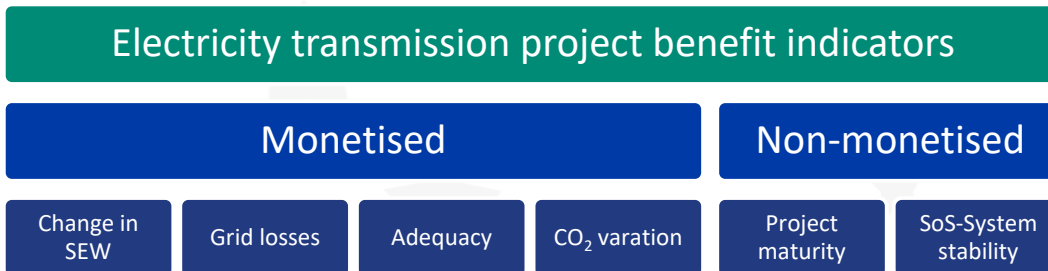 Electricity transmission project benefit indicators
Monetised
Non-monetised
Change in
SEW
Grid losses
Adequacy
CO₂ varation
Project
maturity
SoS-System
stability